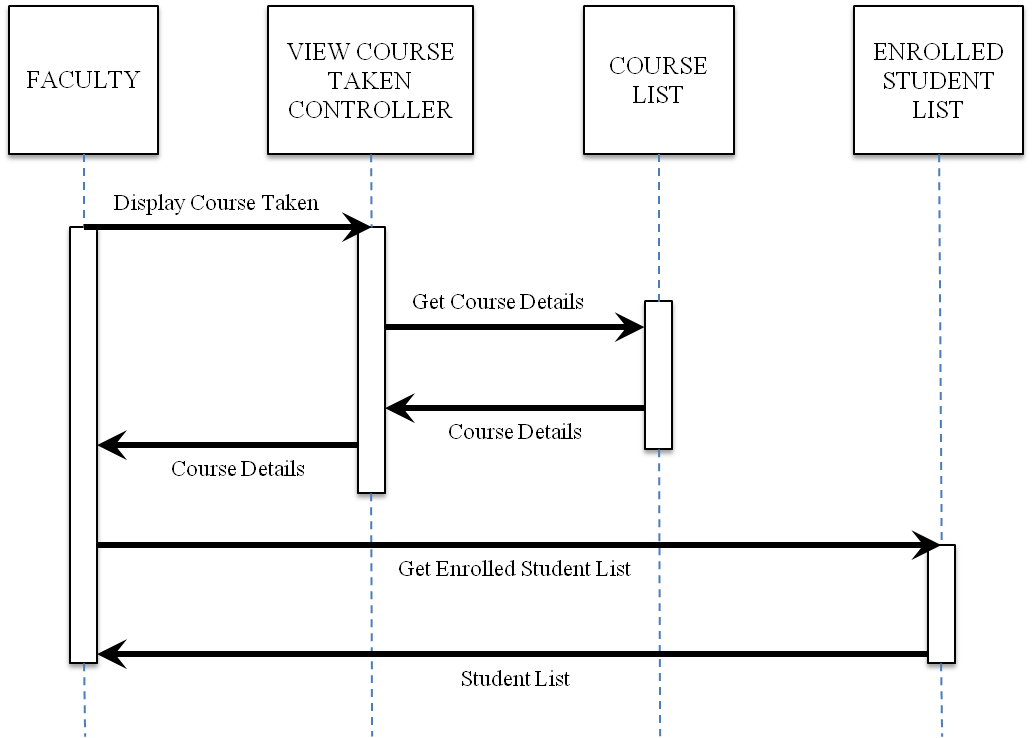 FACULTY
VIEW COURSE
TAKEN
CONTROLLER
COURSE
LIST
ENROLLED
STUDENT
LIST
Display Course Taken
Get Course Details
Course Details
Course Details
Get Enrolled Student List
Student List